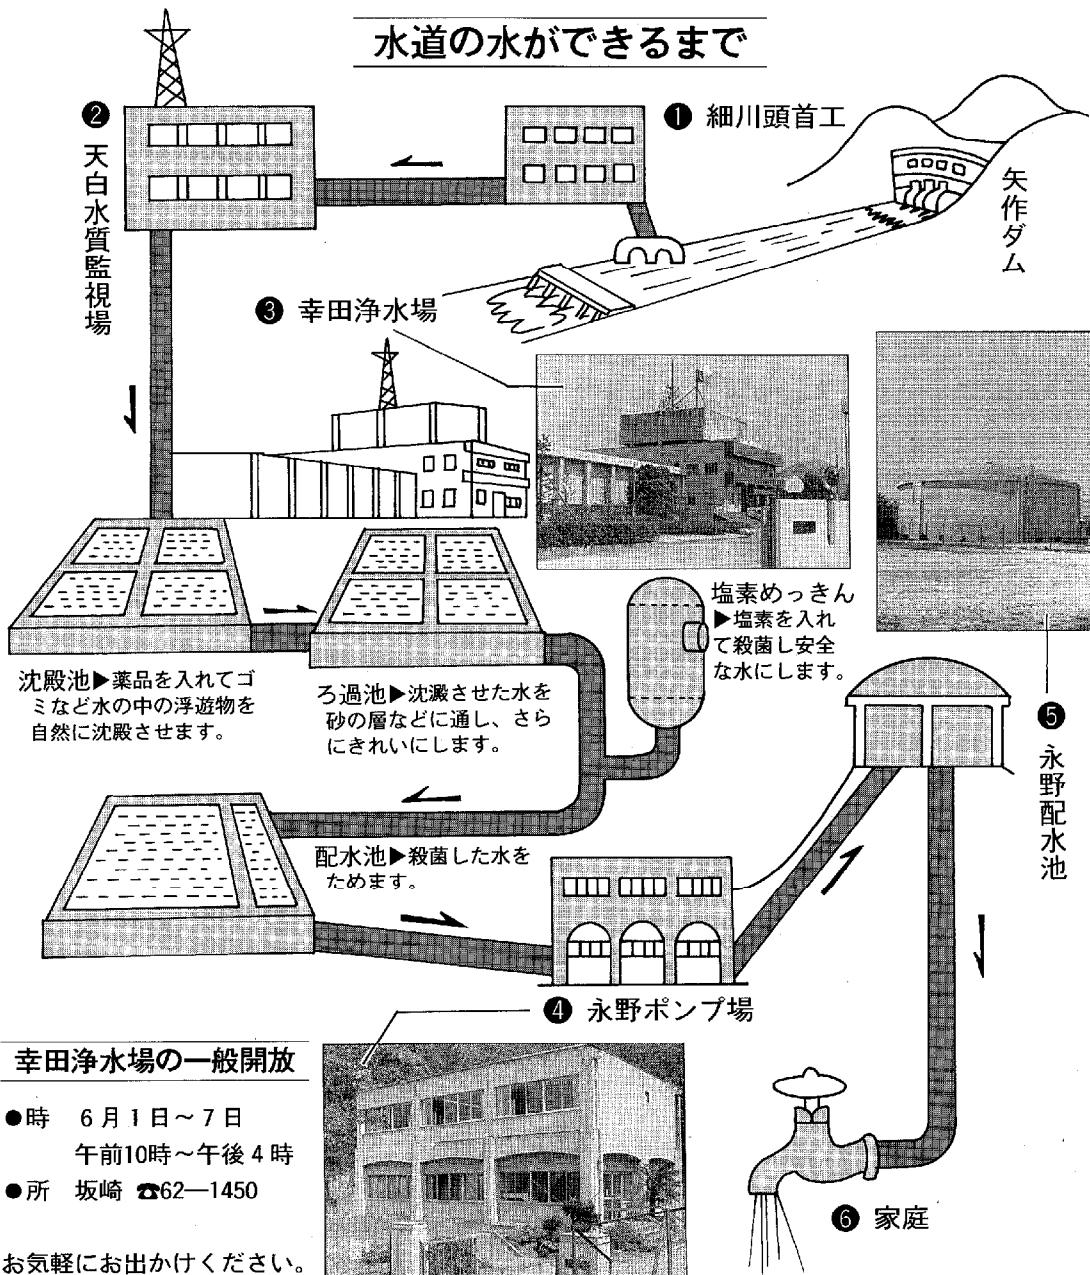 水道の水ができるまで
❶ 細川頭首工
矢作ダム
❷ 天白水質監視場
❸ 幸田浄水場
塩素めっきん
▶塩素を入れ
て殺菌し安全
な水にします。
沈殿池▶薬品を入れてゴ
ミなど水の中の浮遊物を
自然に沈殿させます。
ろ過池▶沈澱させた水を
砂の層などに通し、さら
にきれいにします。
配水池▶殺菌した水を
ためます。
❹ 永野ポンプ場
❺ 永野配水池
❻ 家庭
幸田浄水場の一般開放
●時 6月1日～7日
午前10時～午後4時
●所 坂崎 ☎62―1450
お気軽にお出かけください。